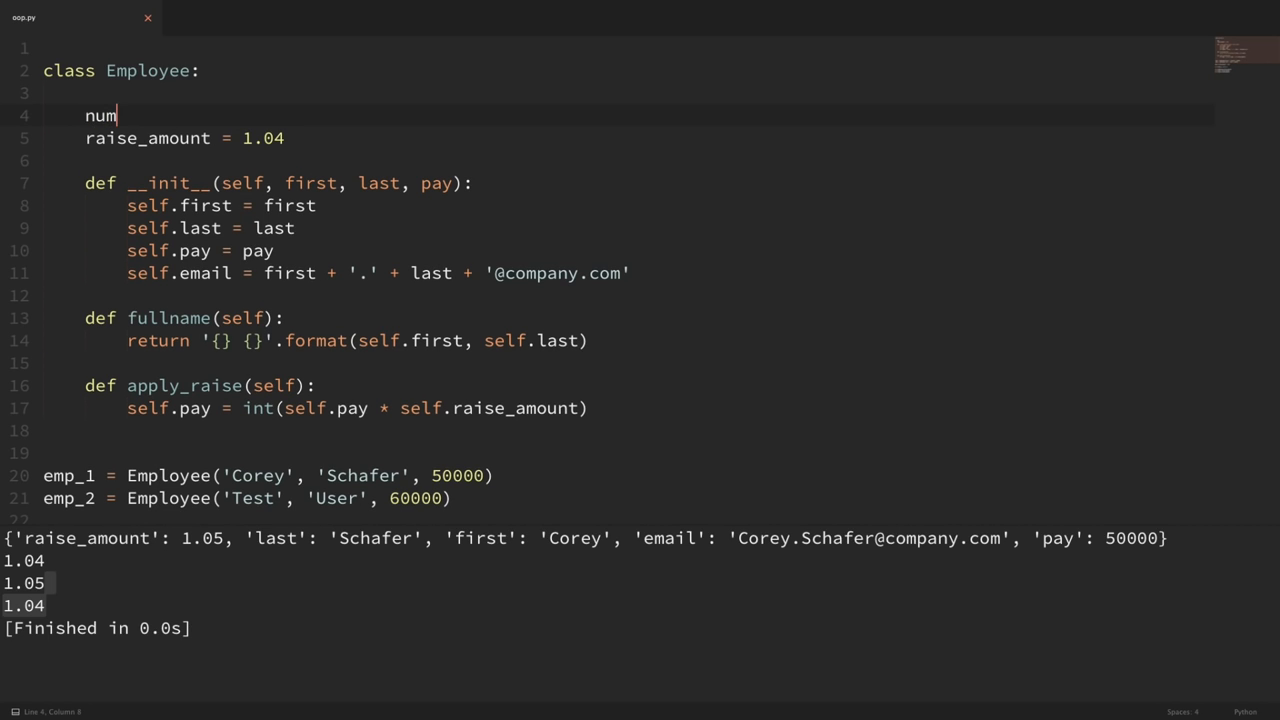 oop.py
1
2 class Employee:
3
4     num
5     raise_amount = 1.04
6
7     def __init__(self, first, last, pay):
8         self.first = first
9         self.last = last
10         self.pay = pay
11         self.email = first + '.' + last + '@company.com'
12
13     def fullname(self):
14         return '{} {}'.format(self.first, self.last)
15
16     def apply_raise(self):
17         self.pay = int(self.pay * self.raise_amount)
18
19
20 emp_1 = Employee('Corey', 'Schafer', 50000)
21 emp_2 = Employee('Test', 'User', 60000)
22
{'raise_amount': 1.05, 'last': 'Schafer', 'first': 'Corey', 'email': 'Corey.Schafer@company.com', 'pay': 50000}
1.04
1.05
1.04
[Finished in 0.0s]
Line 4, Column 8
Spaces: 4
Python